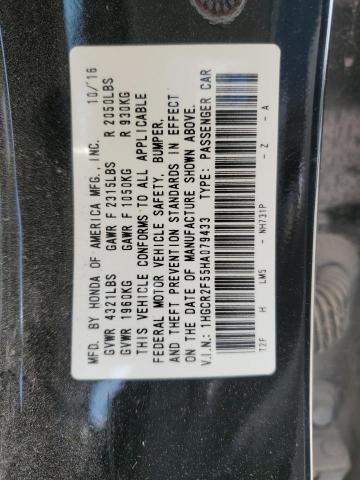 MFD. BY HONDA OF AMERICA MFG., INC. 10/16
GVWR 4321LBS GAWR F 2315LBS R 2050LBS
GVWR 1960KG GAWR F 1050KG R 930KG
THIS VEHICLE CONFORMS TO ALL APPLICABLE
FEDERAL MOTOR VEHICLE SAFETY, BUMPER,
AND THEFT PREVENTION STANDARDS IN EFFECT
ON THE DATE OF MANUFACTURE SHOWN ABOVE.
V.I.N.: 1HGCR2F55HA079433 TYPE: PASSENGER CAR
T2F H LM5 - NH731P - Z - A